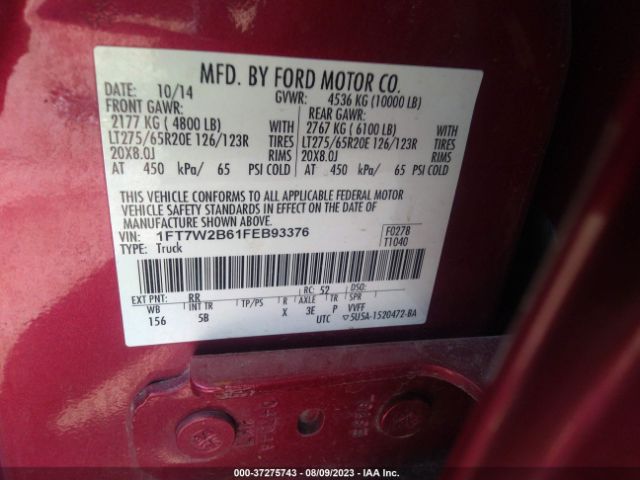 MFD. BY FORD MOTOR CO.
DATE: 10/14 GVWR: 4536 KG (10000 LB)
FRONT GAWR: REAR GAWR:
2177 KG ( 4800 LB) WITH 2767 KG ( 6100 LB) WITH
LT275/65R20E 126/123R TIRES LT275/65R20E 126/123R TIRES
20X8.0J RIMS 20X8.0J RIMS
AT 450 kPa/ 65 PSI COLD AT 450 kPa/ 65 PSI COLD
THIS VEHICLE CONFORMS TO ALL APPLICABLE FEDERAL MOTOR
VEHICLE SAFETY STANDARDS IN EFFECT ON THE DATE OF
MANUFACTURE SHOWN ABOVE.
VIN: 1FT7W2B61FEB93376 F0278
TYPE: Truck T1040
EXT PNT: RR RC: 52 DSO:
WB INT TR TP/PS R AXLE TR SPR
156 5B X 3E P VVFF
UTC 5U5A-1520472-BA
000-37275743 - 08/09/2023 - IAA Inc.